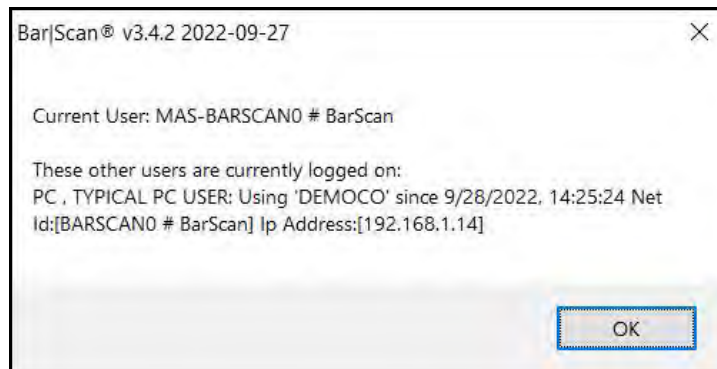 Bar|Scan® v3.4.2 2022-09-27
Current User: MAS-BARSCAN0 # BarScan
These other users are currently logged on:
PC , TYPICAL PC USER: Using 'DEMOCO' since 9/28/2022, 14:25:24 Net
Id:[BARSCAN0 # BarScan] Ip Address:[192.168.1.14]
OK